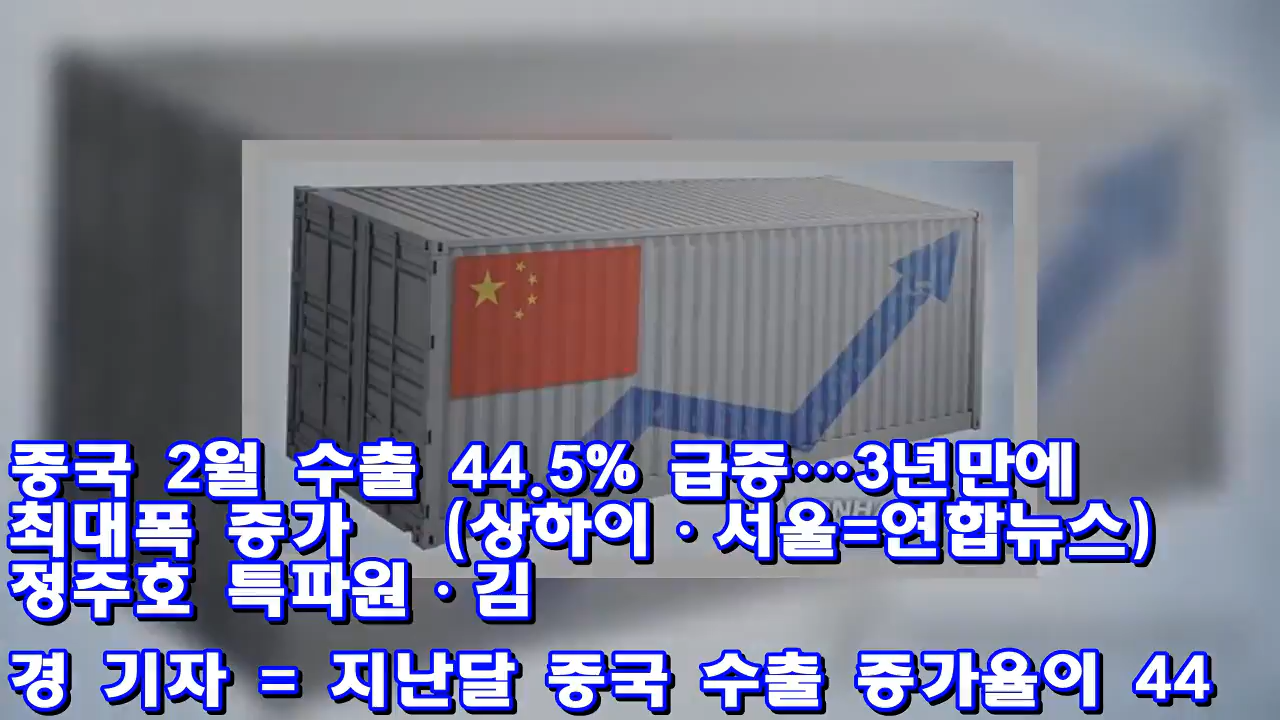 중국 2월 수출 44.5% 급증…3년만에
최대폭 증가 (상하이·서울=연합뉴스)
정주호 특파원·김
경 기자 = 지난달 중국 수출 증가율이 44